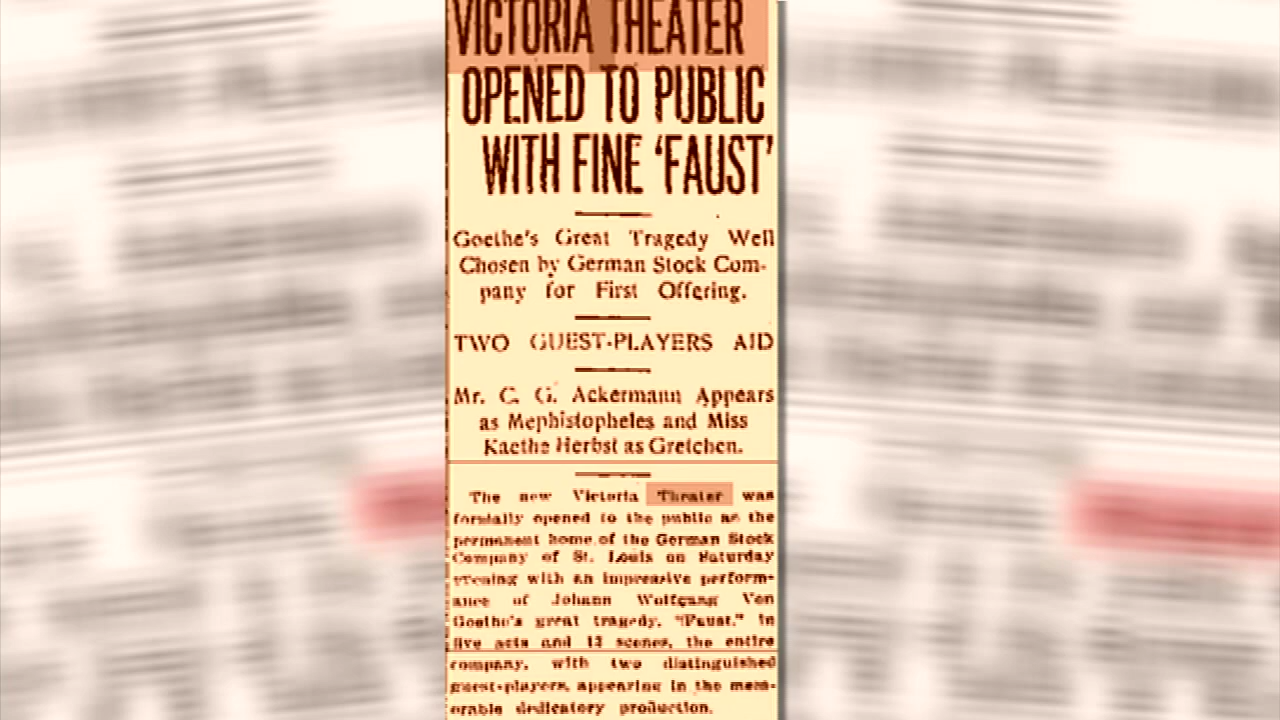 VICTORIA THEATER
OPENED TO PUBLIC
WITH FINE 'FAUST'
Goethe's Great Tragedy Well
Chosen by German Stock Com-
pany for First Offering.
TWO GUEST-PLAYERS AID
Mr. C. G. Ackermann Appears
as Mephistopheles and Miss
Kaethe Herbst as Gretchen.
The new Victoria Theater was
formally opened to the public as the
permanent home of the German Stock
Company of St. Louis on Saturday
evening with an impressive perform-
ance of Johann Wolfgang Von
Goethe's great tragedy, "Faust," in
five acts and 12 scenes, the entire
company, with two distinguished
guest-players, appearing in the mem-
orable dedicatory production.